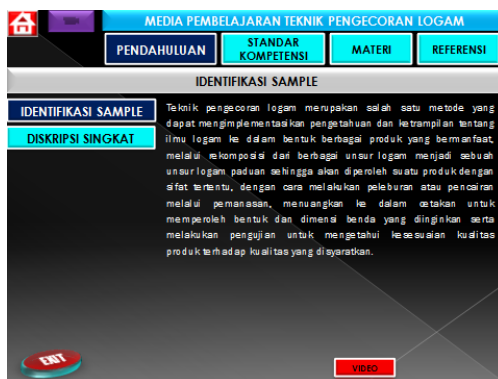 MEDIA PEMBELAJARAN TEKNIK PENGECORAN LOGAM
PENDAHULUAN
STANDAR
KOMPETENSI
MATERI
REFERENSI
IDENTIFIKASI SAMPLE
IDENTIFIKASI SAMPLE
DISKRIPSI SINGKAT
Teknik pengecoran logam merupakan salah satu metode yang
dapat mengimplementasikan pengetahuan dan ketrampilan tentang
ilmu logam ke dalam bentuk berbagai produk yang bermanfaat,
melalui rekomposisi dari berbagai unsur logam menjadi sebuah
unsur logam paduan sehingga akan diperoleh suatu produk dengan
sifat tertentu, dengan cara melakukan peleburan atau pencairan
melalui pemanasan, menuangkan ke dalam cetakan untuk
memperoleh bentuk dan dimensi benda yang diinginkan serta
melakukan pengujian untuk mengetahui kesesuaian kualitas
produk terhadap kualitas yang disyaratkan.
EXIT
VIDEO